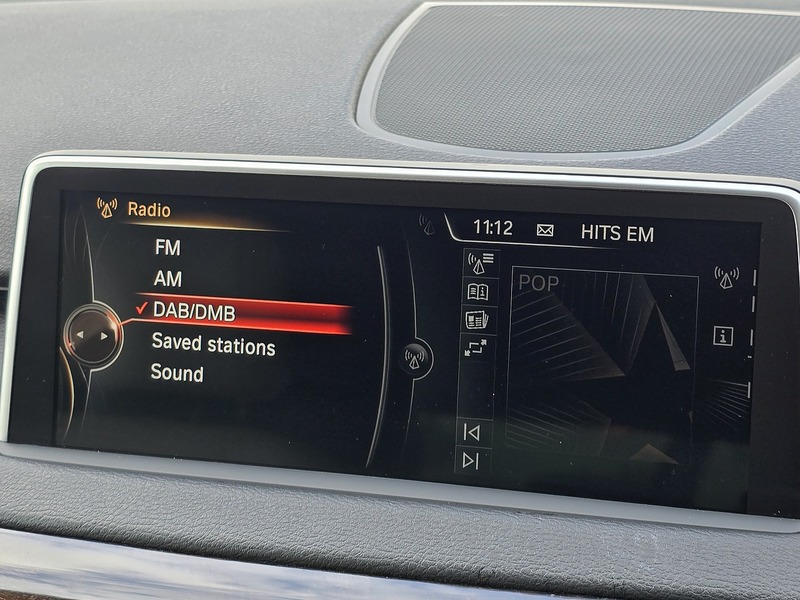 Radio
FM
AM
DAB/DMB
Saved stations
Sound
11:12
HITS EM
POP